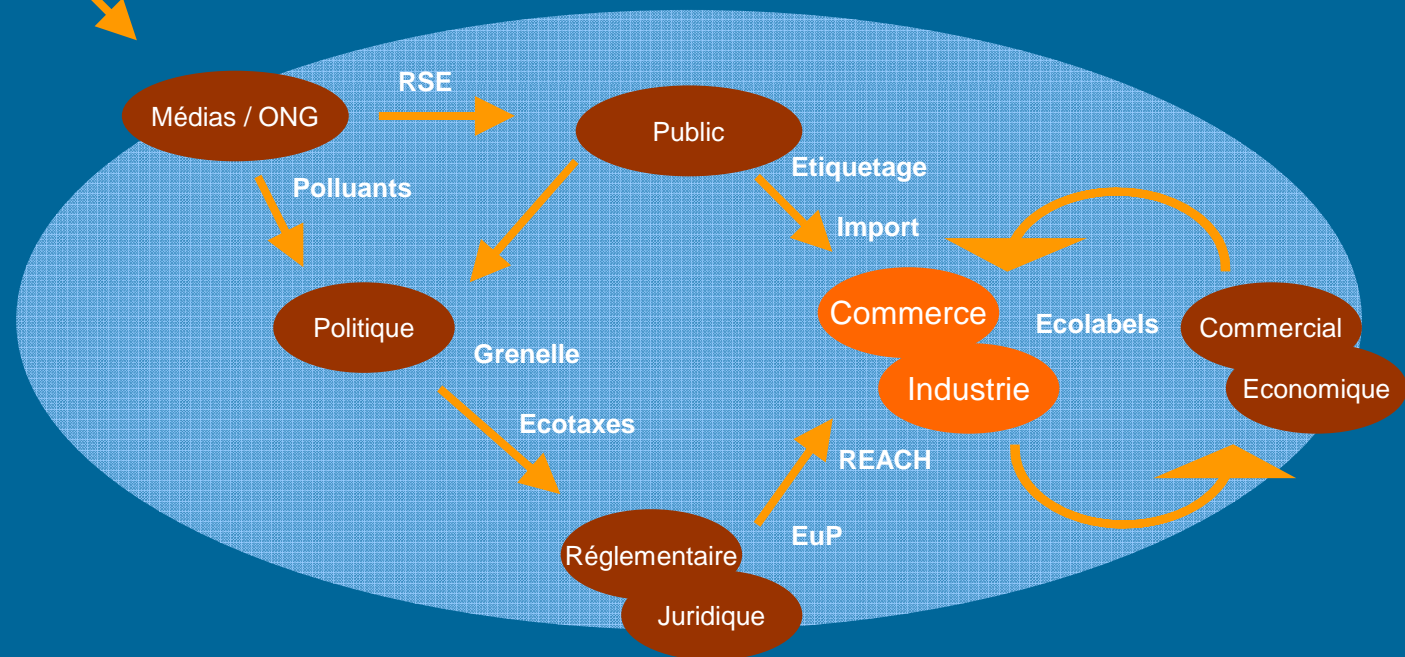 RSE
Médias / ONG
Public
Etiquetage
Polluants
Import
Commerce
Politique
Ecolabels
Commercial
Grenelle
Industrie
Economique
Ecotaxes
REACH
EuP
Réglementaire
Juridique